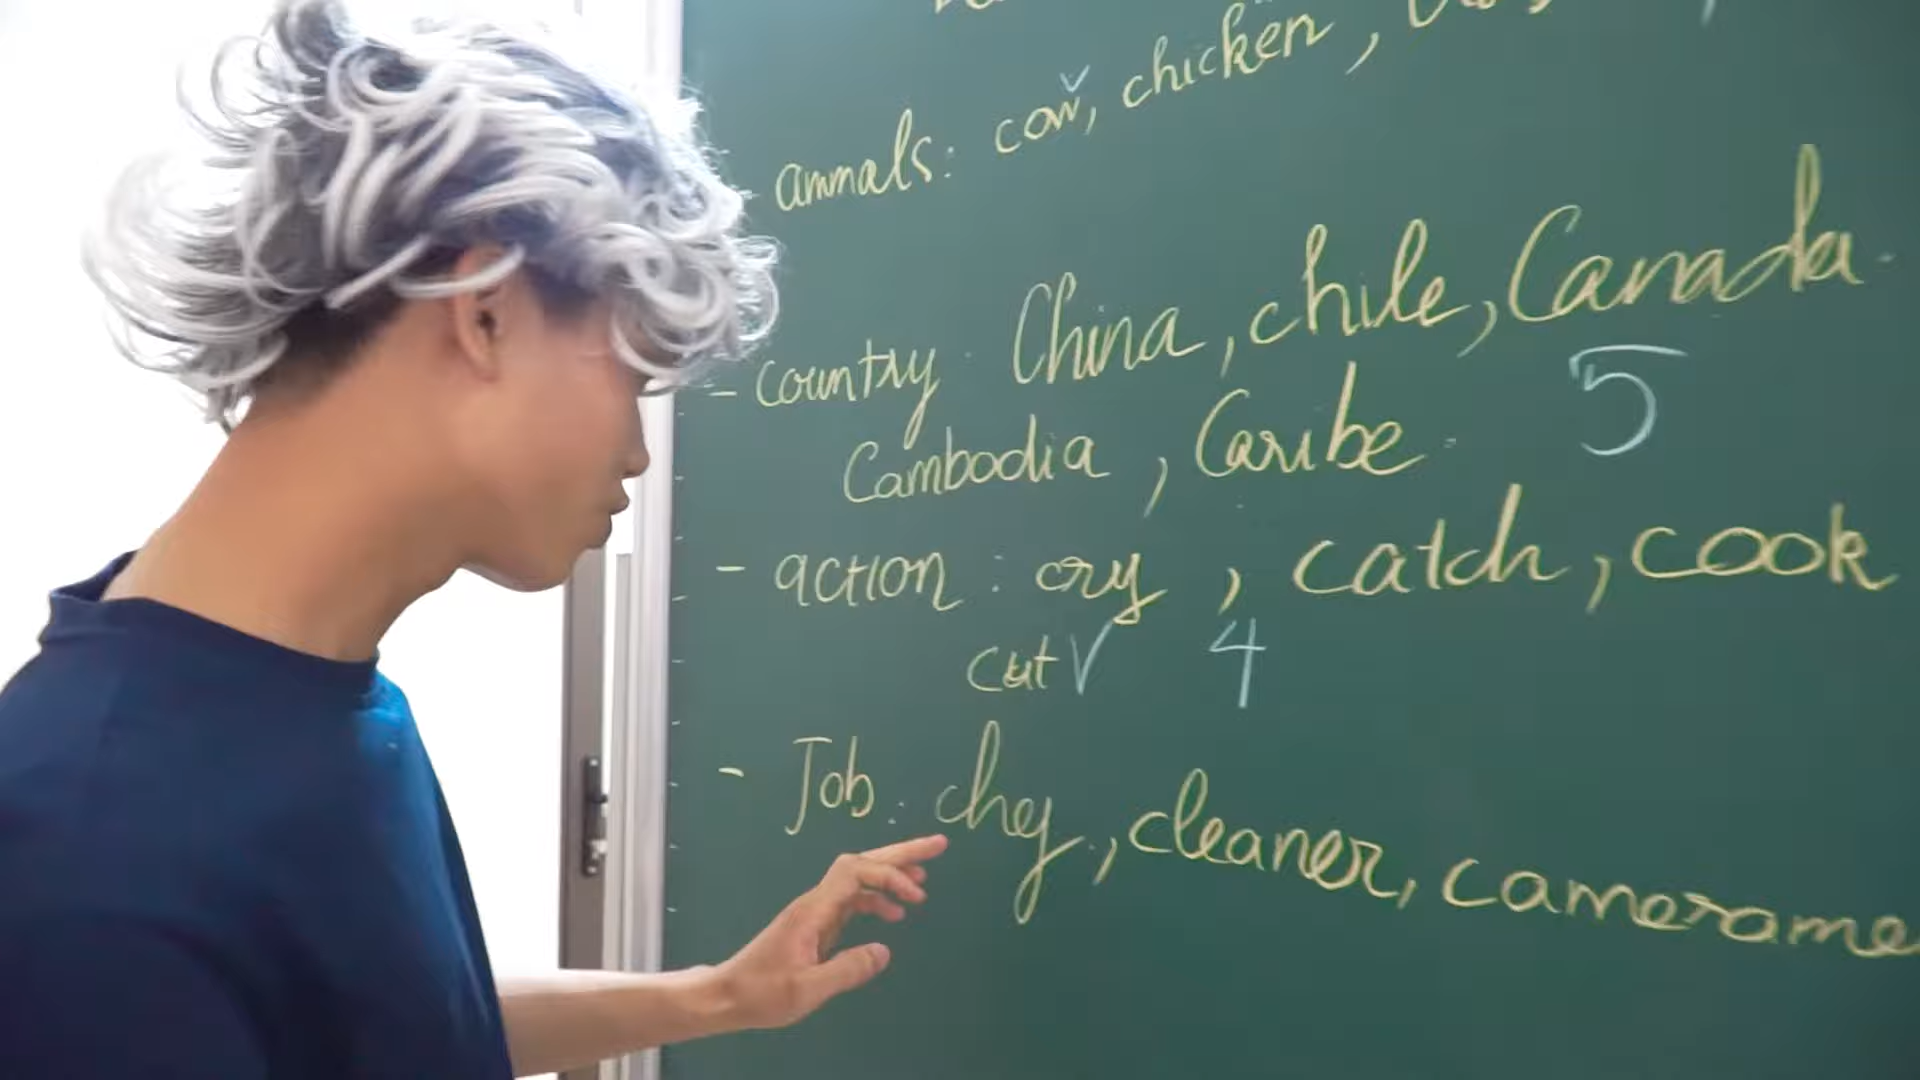 - animals: cow, chicken,
- country: China, chile, Canada.
Cambodia, Caribe. 5
- action: cry, catch, cook
cut 4
- Job: chef, cleaner, camerame